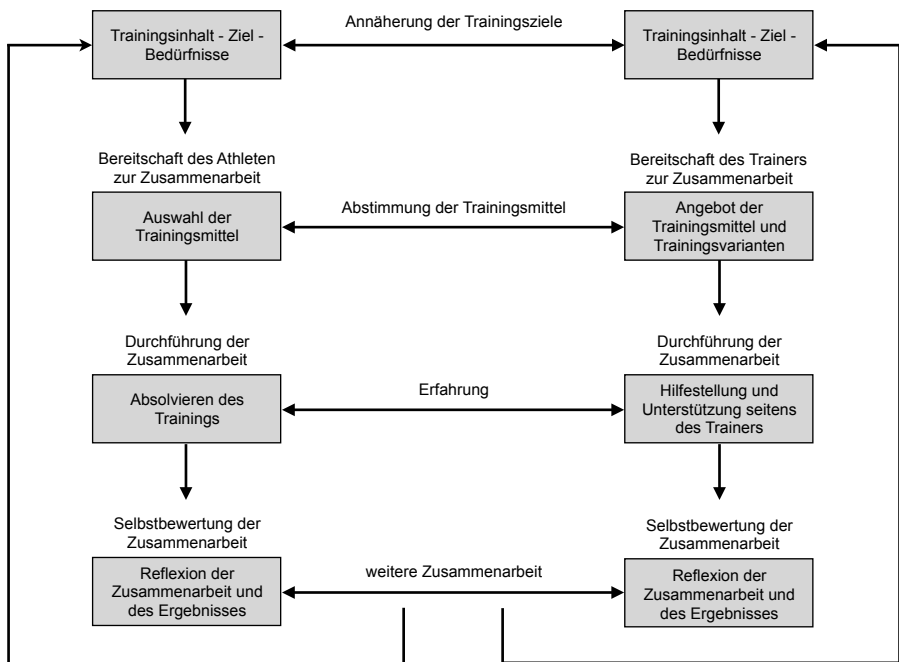 Annäherung der Trainingsziele
Trainingsinhalt - Ziel -
Bedürfnisse
Trainingsinhalt - Ziel -
Bedürfnisse
Bereitschaft des Athleten
zur Zusammenarbeit
Bereitschaft des Trainers
zur Zusammenarbeit
Auswahl der
Trainingsmittel
Abstimmung der Trainingsmittel
Angebot der
Trainingsmittel und
Trainingsvarianten
Durchführung der
Zusammenarbeit
Durchführung der
Zusammenarbeit
Absolvieren des
Trainings
Erfahrung
Hilfestellung und
Unterstützung seitens
des Trainers
Selbstbewertung der
Zusammenarbeit
Selbstbewertung der
Zusammenarbeit
Reflexion der
Zusammenarbeit und
des Ergebnisses
weitere Zusammenarbeit
Reflexion der
Zusammenarbeit und
des Ergebnisses